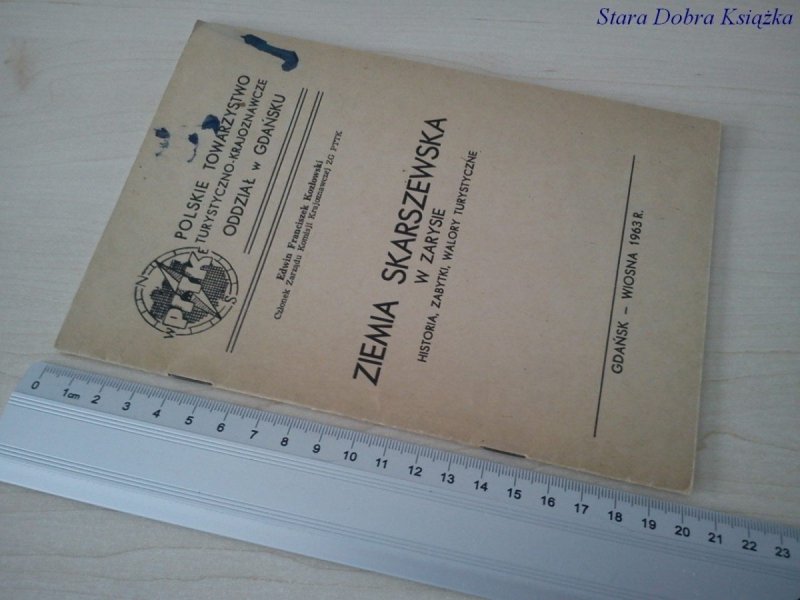 Stara Dobra Książka
POLSKIE TOWARZYSTWO
TURYSTYCZNO-KRAJOZNAWCZE
ODDZIAŁ w GDAŃSKU
N
E
S
W
PTTK
Edwin Franciszek Kozłowski
Członek Zarządu Komisji Krajoznawczej ZG PTTK
ZIEMIA SKARSZEWSKA
W ZARYSIE
HISTORIA, ZABYTKI, WALORY TURYSTYCZNE
GDAŃSK – WIOSNA 1963 R.
0 1cm 2 3 4 5 6 7 8 9 10 11 12 13 14 15 16 17 18 19 20 21 22 23